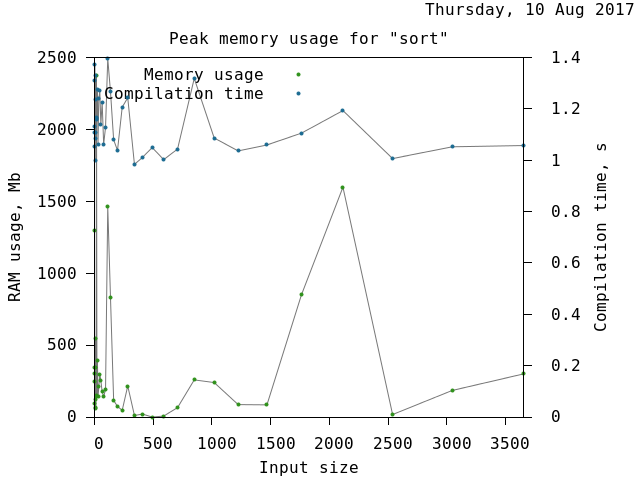 Thursday, 10 Aug 2017
Peak memory usage for "sort"
Memory usage
Compilation time
RAM usage, Mb
2500
2000
1500
1000
500
0
1.4
1.2
1
0.8
0.6
0.4
0.2
0
Compilation time, s
0 500 1000 1500 2000 2500 3000 3500
Input size